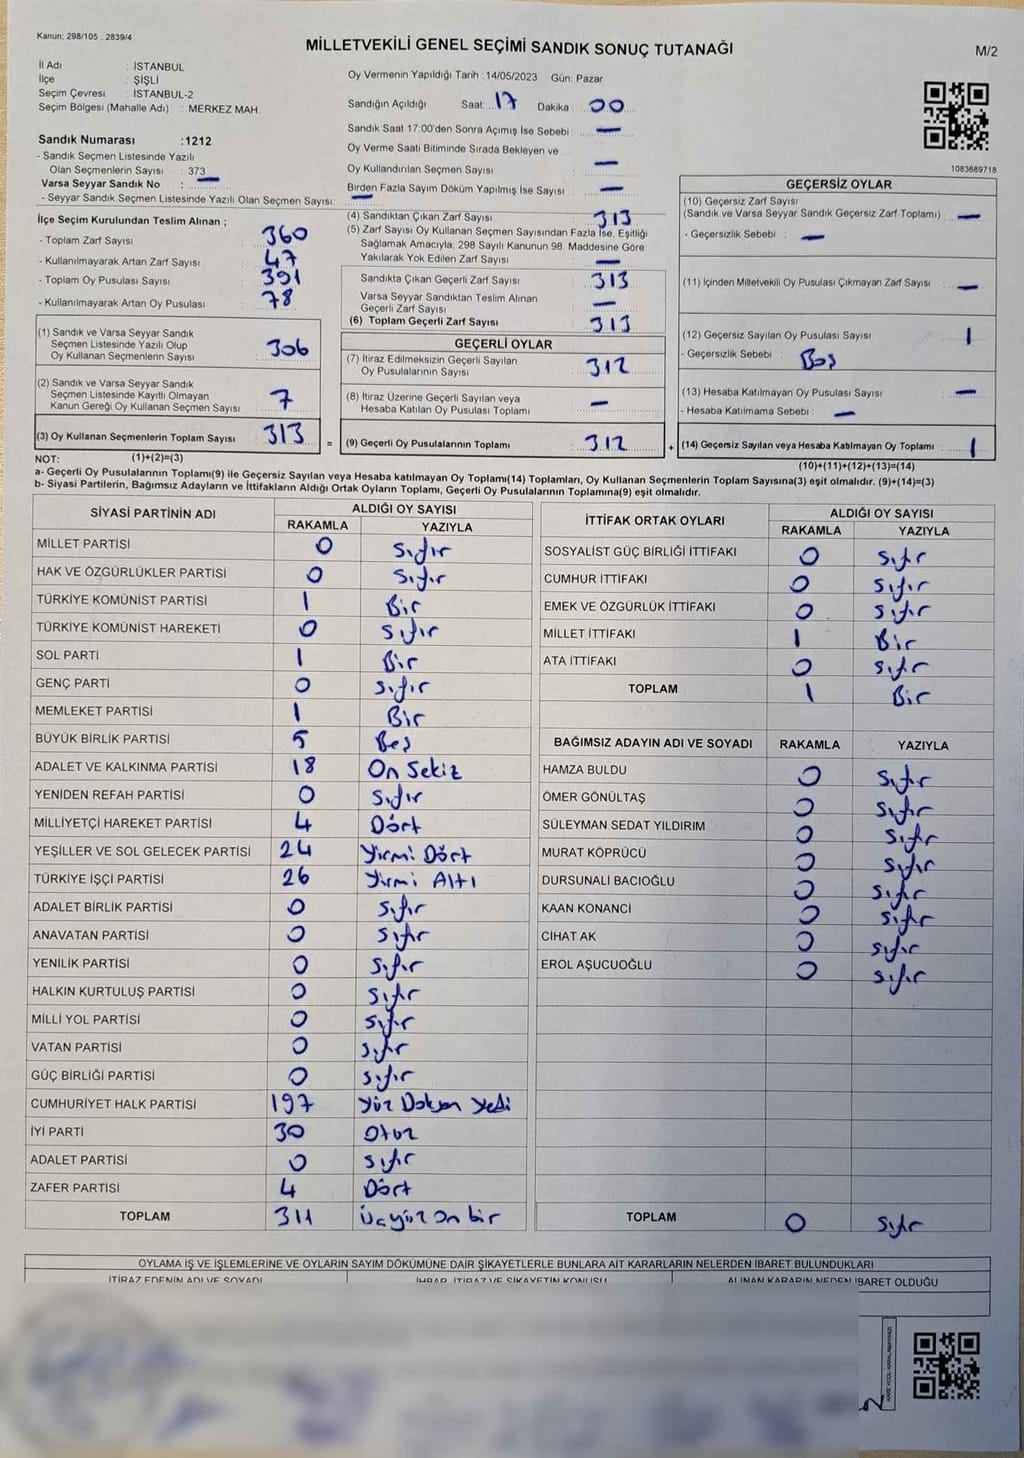 Kanun: 298/105 , 2839/4
MİLLETVEKİLİ GENEL SEÇİMİ SANDIK SONUÇ TUTANAĞI
M/2
İl Adı : İSTANBUL
İlçe : ŞİŞLİ
Seçim Çevresi : İSTANBUL-2
Seçim Bölgesi (Mahalle Adı) : MERKEZ MAH.
Sandık Numarası :1212
- Sandık Seçmen Listesinde Yazılı
Olan Seçmenlerin Sayısı : 373
Varsa Seyyar Sandık No : —
- Seyyar Sandık Seçmen Listesinde Yazılı Olan Seçmen Sayısı: —
Oy Vermenin Yapıldığı Tarih : 14/05/2023 Gün: Pazar
Sandığın Açıldığı Saat: 17 Dakika : 00
Sandık Saat 17:00'den Sonra Açımış İse Sebebi : —
Oy Verme Saati Bitiminde Sırada Bekleyen ve
Oy Kullandırılan Seçmen Sayısı : —
Birden Fazla Sayım Döküm Yapılmış İse Sayısı : —
1083689718
İlçe Seçim Kurulundan Teslim Alınan ;
- Toplam Zarf Sayısı : 360
- Kullanılmayarak Artan Zarf Sayısı : 47
- Toplam Oy Pusulası Sayısı : 391
- Kullanılmayarak Artan Oy Pusulası : 78
(1) Sandık ve Varsa Seyyar Sandık
Seçmen Listesinde Yazılı Olup
Oy Kullanan Seçmenlerin Sayısı : 306
(2) Sandık ve Varsa Seyyar Sandık
Seçmen Listesinde Kayıtlı Olmayan
Kanun Gereği Oy Kullanan Seçmen Sayısı : 7
(3) Oy Kullanan Seçmenlerin Toplam Sayısı : 313 =
(4) Sandıktan Çıkan Zarf Sayısı : 313
(5) Zarf Sayısı Oy Kullanan Seçmen Sayısından Fazla İse, Eşitliği
Sağlamak Amacıyla, 298 Sayılı Kanunun 98. Maddesine Göre
Yakılarak Yok Edilen Zarf Sayısı : —
Sandıkta Çıkan Geçerli Zarf Sayısı : 313
Varsa Seyyar Sandıktan Teslim Alınan
Geçerli Zarf Sayısı : —
(6) Toplam Geçerli Zarf Sayısı : 313
GEÇERLİ OYLAR
(7) İtiraz Edilmeksizin Geçerli Sayılan
Oy Pusulalarının Sayısı : 312
(8) İtiraz Üzerine Geçerli Sayılan veya
Hesaba Katılan Oy Pusulası Toplamı : —
(9) Geçerli Oy Pusulalarının Toplamı : 312 +
GEÇERSİZ OYLAR
(10) Geçersiz Zarf Sayısı
(Sandık ve Varsa Seyyar Sandık Geçersiz Zarf Toplamı) : —
- Geçersizlik Sebebi : —
(11) İçinden Milletvekili Oy Pusulası Çıkmayan Zarf Sayısı : —
(12) Geçersiz Sayılan Oy Pusulası Sayısı : 1
- Geçersizlik Sebebi : Boş
(13) Hesaba Katılmayan Oy Pusulası Sayısı : —
- Hesaba Katılmama Sebebi : —
(14) Geçersiz Sayılan veya Hesaba Katılmayan Oy Toplamı : 1
NOT: (1)+(2)=(3)
(10)+(11)+(12)+(13)=(14)
a- Geçerli Oy Pusulalarının Toplamı(9) ile Geçersiz Sayılan veya Hesaba katılmayan Oy Toplamı(14) Toplamları, Oy Kullanan Seçmenlerin Toplam Sayısına(3) eşit olmalıdır. (9)+(14)=(3)
b- Siyasi Partilerin, Bağımsız Adayların ve İttifakların Aldığı Ortak Oyların Toplamı, Geçerli Oy Pusulalarının Toplamına(9) eşit olmalıdır.
SİYASİ PARTİNİN ADI ALDIĞI OY SAYISI
RAKAMLA YAZIYLA
MİLLET PARTİSİ 0 Sıfır
HAK VE ÖZGÜRLÜKLER PARTİSİ 0 Sıfır
TÜRKİYE KOMÜNİST PARTİSİ 1 Bir
TÜRKİYE KOMÜNİST HAREKETİ 0 Sıfır
SOL PARTİ 1 Bir
GENÇ PARTİ 0 Sıfır
MEMLEKET PARTİSİ 1 Bir
BÜYÜK BİRLİK PARTİSİ 5 Beş
ADALET VE KALKINMA PARTİSİ 18 On Sekiz
YENİDEN REFAH PARTİSİ 0 Sıfır
MİLLİYETÇİ HAREKET PARTİSİ 4 Dört
YEŞİLLER VE SOL GELECEK PARTİSİ 24 Yirmi Dört
TÜRKİYE İŞÇİ PARTİSİ 26 Yirmi Altı
ADALET BİRLİK PARTİSİ 0 Sıfır
ANAVATAN PARTİSİ 0 Sıfır
YENİLİK PARTİSİ 0 Sıfır
HALKIN KURTULUŞ PARTİSİ 0 Sıfır
MİLLİ YOL PARTİSİ 0 Sıfır
VATAN PARTİSİ 0 Sıfır
GÜÇ BİRLİĞİ PARTİSİ 0 Sıfır
CUMHURİYET HALK PARTİSİ 197 Yüz Doksan Yedi
İYİ PARTİ 30 Otuz
ADALET PARTİSİ 0 Sıfır
ZAFER PARTİSİ 4 Dört
TOPLAM 311 Üçyüz on bir
İTTİFAK ORTAK OYLARI ALDIĞI OY SAYISI
RAKAMLA YAZIYLA
SOSYALİST GÜÇ BİRLİĞİ İTTİFAKI 0 Sıfır
CUMHUR İTTİFAKI 0 Sıfır
EMEK VE ÖZGÜRLÜK İTTİFAKI 0 Sıfır
MİLLET İTTİFAKI 1 Bir
ATA İTTİFAKI 0 Sıfır
TOPLAM 1 Bir
BAĞIMSIZ ADAYIN ADI VE SOYADI RAKAMLA YAZIYLA
HAMZA BULDU 0 Sıfır
ÖMER GÖNÜLTAŞ 0 Sıfır
SÜLEYMAN SEDAT YILDIRIM 0 Sıfır
MURAT KÖPRÜCÜ 0 Sıfır
DURSUNALİ BACIOĞLU 0 Sıfır
KAAN KONANCİ 0 Sıfır
CİHAT AK 0 Sıfır
EROL AŞUCUOĞLU 0 Sıfır
TOPLAM 0 Sıfır
OYLAMA İŞ VE İŞLEMLERİNE VE OYLARIN SAYIM DÖKÜMÜNE DAİR ŞİKAYETLERLE BUNLARA AİT KARARLARIN NELERDEN İBARET BULUNDUKLARI
İTİRAZ EDENİN ADI VE SOYADI İHBAR, İTİRAZ VE ŞİKAYETİN KONUSU ALINAN KARARIN NEDEN İBARET OLDUĞU